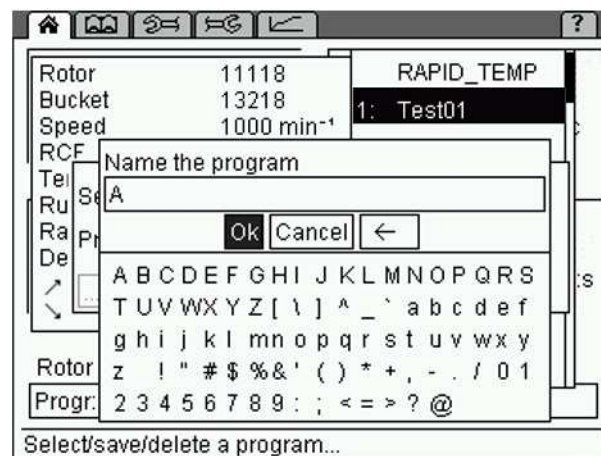 ?
Rotor 11118
Bucket 13218
Speed 1000 min⁻¹
RCF
RAPID_TEMP
1: Test01
Name the program
A
Ok Cancel ←
A B C D E F G H I J K L M N O P Q R S
T U V W X Y Z [ \ ] ^ _ ` a b c d e f
g h i j k l m n o p q r s t u v w x y
z ! " # $ % & ' ( ) * + , - . / 0 1
2 3 4 5 6 7 8 9 : ; < = > ? @
Rotor
Progr:
Select/save/delete a program...